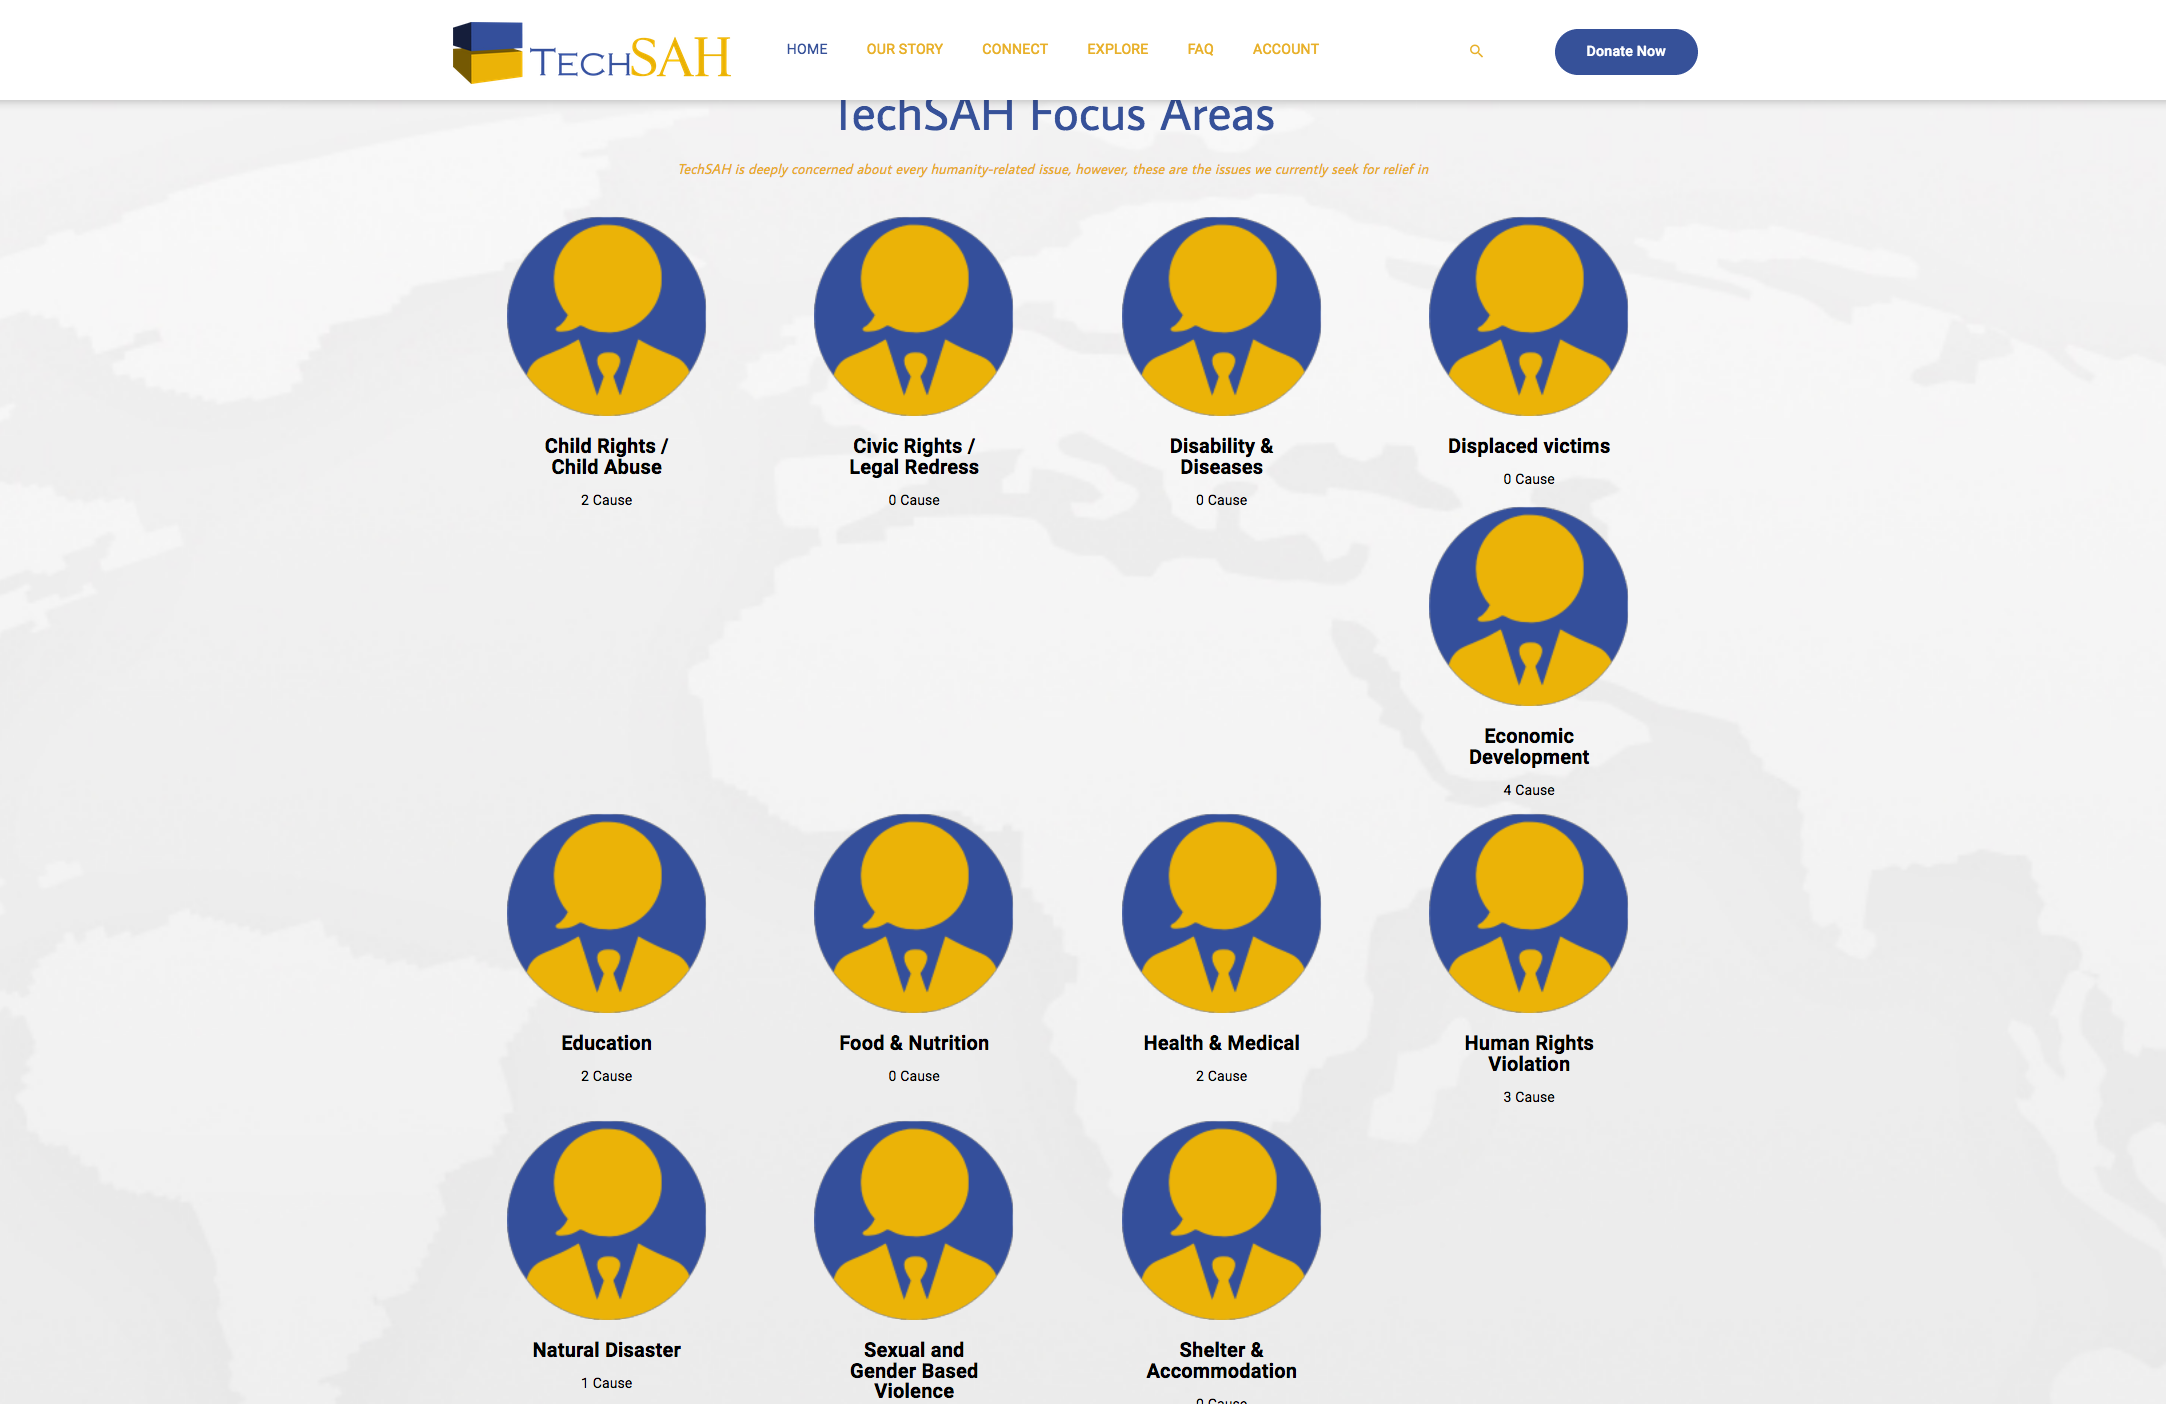 TECHSAH
HOME
OUR STORY
CONNECT
EXPLORE
FAQ
ACCOUNT
Donate Now
TechSAH Focus Areas
TechSAH is deeply concerned about every humanity-related issue, however, these are the issues we currently seek for relief in
Child Rights /
Child Abuse
2 Cause
Civic Rights /
Legal Redress
0 Cause
Disability &
Diseases
0 Cause
Displaced victims
0 Cause
Economic
Development
4 Cause
Education
2 Cause
Food & Nutrition
0 Cause
Health & Medical
2 Cause
Human Rights
Violation
3 Cause
Natural Disaster
1 Cause
Sexual and
Gender Based
Violence
Shelter &
Accommodation
0 Cause